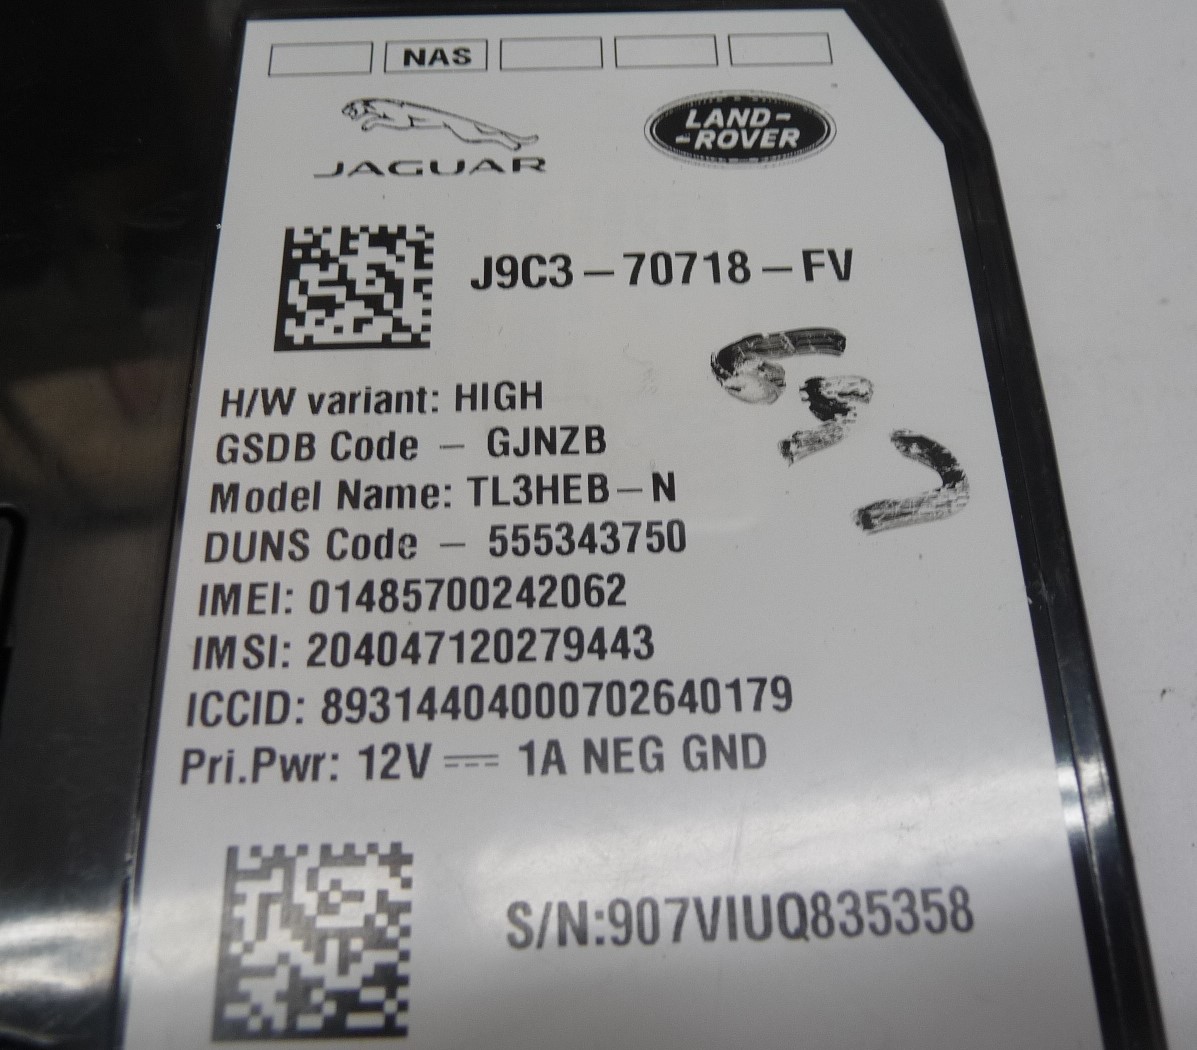 NAS
JAGUAR
LAND-
-ROVER
J9C3-70718-FV
H/W variant: HIGH
GSDB Code - GJNZB
Model Name: TL3HEB-N
DUNS Code - 555343750
IMEI: 01485700242062
IMSI: 204047120279443
ICCID: 89314404000702640179
Pri.Pwr: 12V ⎓ 1A NEG GND
S/N:907VIUQ835358